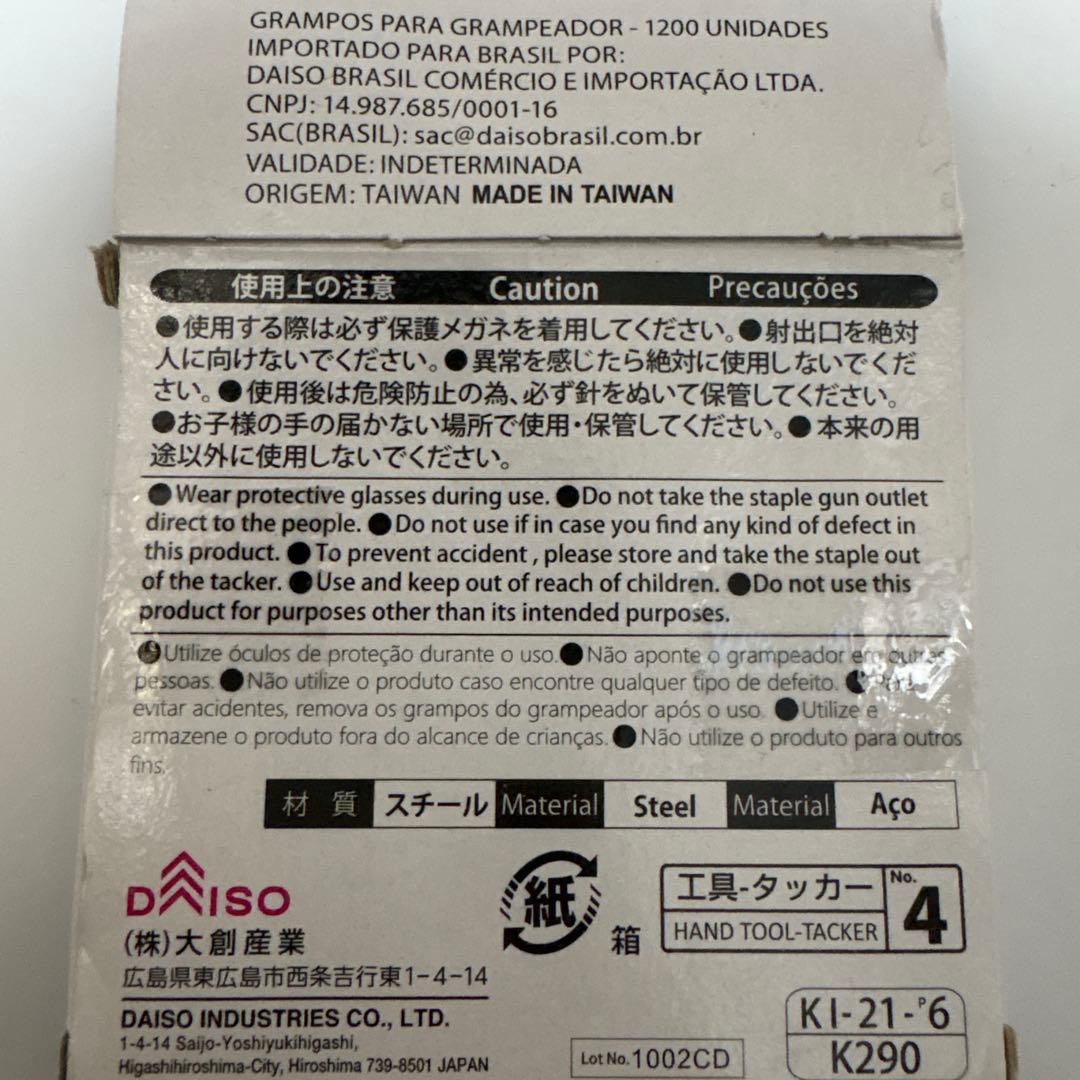 GRAMPOS PARA GRAMPEADOR - 1200 UNIDADES
IMPORTADO PARA BRASIL POR:
DAISO BRASIL COMÉRCIO E IMPORTAÇÃO LTDA.
CNPJ: 14.987.685/0001-16
SAC(BRASIL): sac@daisobrasil.com.br
VALIDADE: INDETERMINADA
ORIGEM: TAIWAN MADE IN TAIWAN
使用上の注意 Caution Precauções
●使用する際は必ず保護メガネを着用してください。●射出口を絶対
人に向けないでください。●異常を感じたら絶対に使用しないでくだ
さい。●使用後は危険防止の為、必ず針をぬいて保管してください。
●お子様の手の届かない場所で使用・保管してください。●本来の用
途以外に使用しないでください。
●Wear protective glasses during use. ●Do not take the staple gun outlet
direct to the people. ●Do not use if in case you find any kind of defect in
this product. ●To prevent accident , please store and take the staple out
of the tacker. ●Use and keep out of reach of children. ●Do not use this
product for purposes other than its intended purposes.
●Utilize óculos de proteção durante o uso.●Não aponte o grampeador em outras
pessoas. ●Não utilize o produto caso encontre qualquer tipo de defeito. ●Para
evitar acidentes, remova os grampos do grampeador após o uso. ●Utilize e
armazene o produto fora do alcance de crianças. ●Não utilize o produto para outros
fins.
材質 スチール Material Steel Material Aço
DAISO
(株)大創産業
広島県東広島市西条吉行東1-4-14
DAISO INDUSTRIES CO., LTD.
1-4-14 Saijo-Yoshiyukihigashi,
Higashihiroshima-City, Hiroshima 739-8501 JAPAN
紙
箱
工具-タッカー
HAND TOOL-TACKER
No.
4
Lot No.1002CD
KI-21-P6
K290